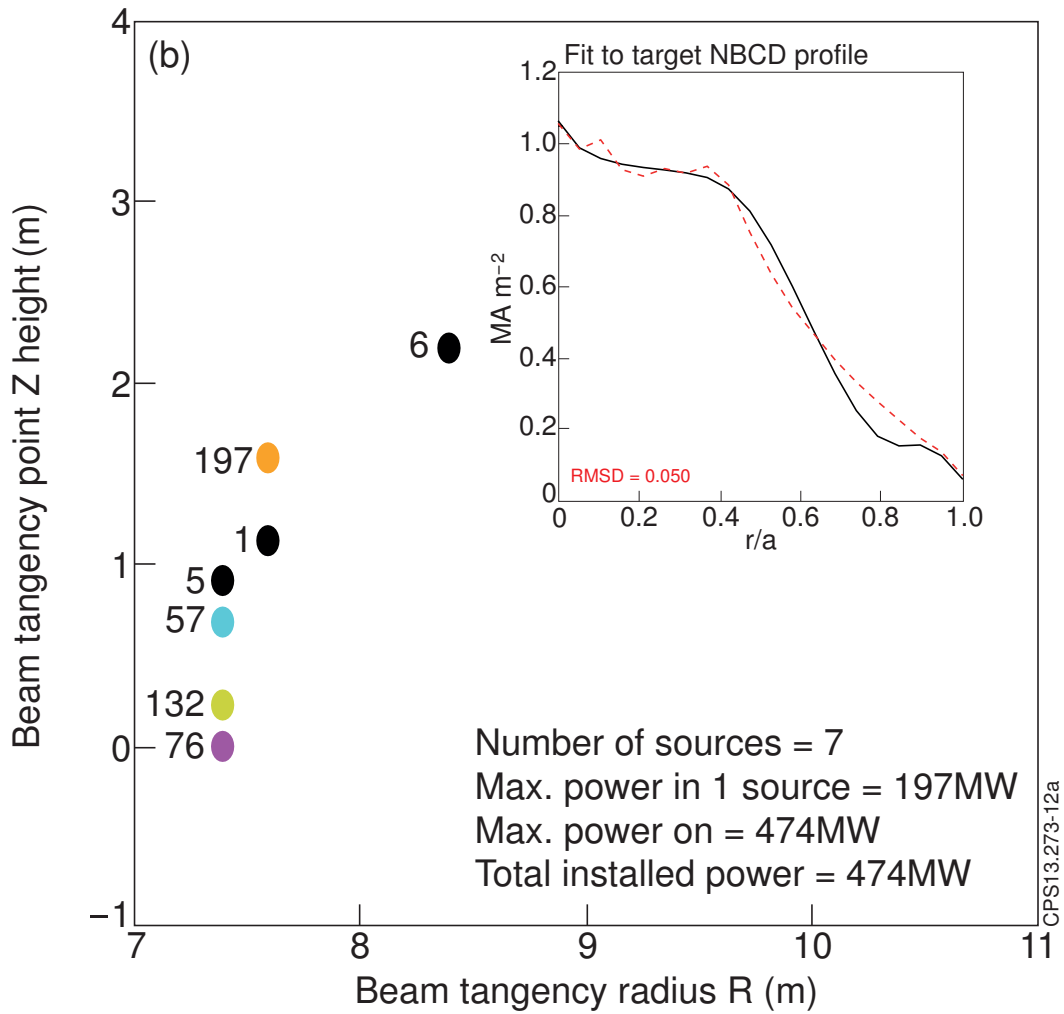 (b)
Fit to target NBCD profile
1.2
1.0
0.8
0.6
0.4
0.2
0
MA m⁻²
RMSD = 0.050
0 0.2 0.4 0.6 0.8 1.0
r/a
4
3
2
1
0
−1
Beam tangency point Z height (m)
6
197
1
5
57
132
76
Number of sources = 7
Max. power in 1 source = 197MW
Max. power on = 474MW
Total installed power = 474MW
7 8 9 10 11
Beam tangency radius R (m)
CPS13.273-12a